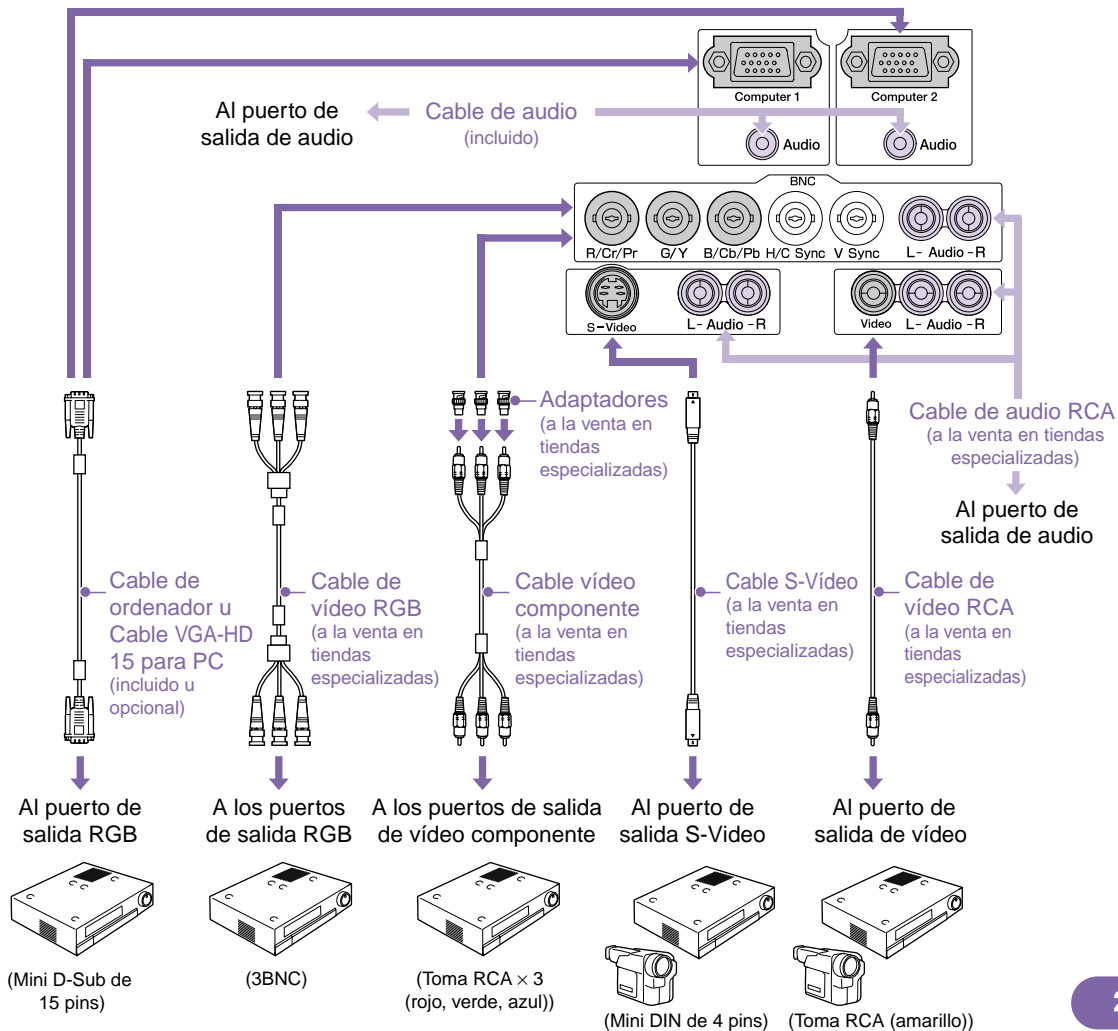 Computer 1
Computer 2
Al puerto de
salida de audio
Cable de audio
(incluido)
Audio
Audio
BNC
R/Cr/Pr
G/Y
B/Cb/Pb
H/C Sync
V Sync
L- Audio -R
S-Video
L- Audio -R
Video
L- Audio -R
Adaptadores
(a la venta en
tiendas
especializadas)
Cable de audio RCA
(a la venta en tiendas
especializadas)
Al puerto de
salida de audio
Cable de
ordenador u
Cable VGA-HD
15 para PC
(incluido u
opcional)
Cable de
vídeo RGB
(a la venta en
tiendas
especializadas)
Cable vídeo
componente
(a la venta en
tiendas
especializadas)
Cable S-Vídeo
(a la venta en
tiendas
especializadas)
Cable de
vídeo RCA
(a la venta en
tiendas
especializadas)
Al puerto de
salida RGB
A los puertos
de salida RGB
A los puertos de salida
de vídeo componente
Al puerto de
salida S-Video
Al puerto de
salida de vídeo
(Mini D-Sub de
15 pins)
(3BNC)
(Toma RCA × 3
(rojo, verde, azul))
(Mini DIN de 4 pins)
(Toma RCA (amarillo))